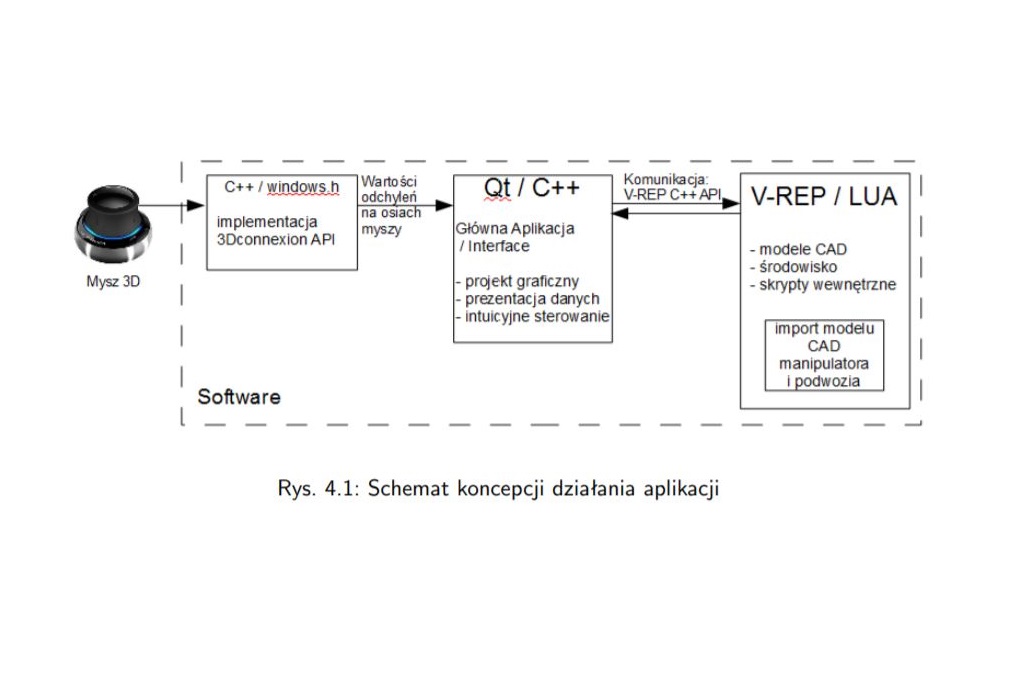 Mysz 3D
C++ / windows.h
implementacja
3Dconnexion API
Wartości
odchyleń
na osiach
myszy
Qt / C++
Główna Aplikacja
/ Interface
- projekt graficzny
- prezentacja danych
- intuicyjne sterowanie
Komunikacja:
V-REP C++ API
V-REP / LUA
- modele CAD
- środowisko
- skrypty wewnętrzne
import modelu
CAD
manipulatora
i podwozia
Software
Rys. 4.1: Schemat koncepcji działania aplikacji